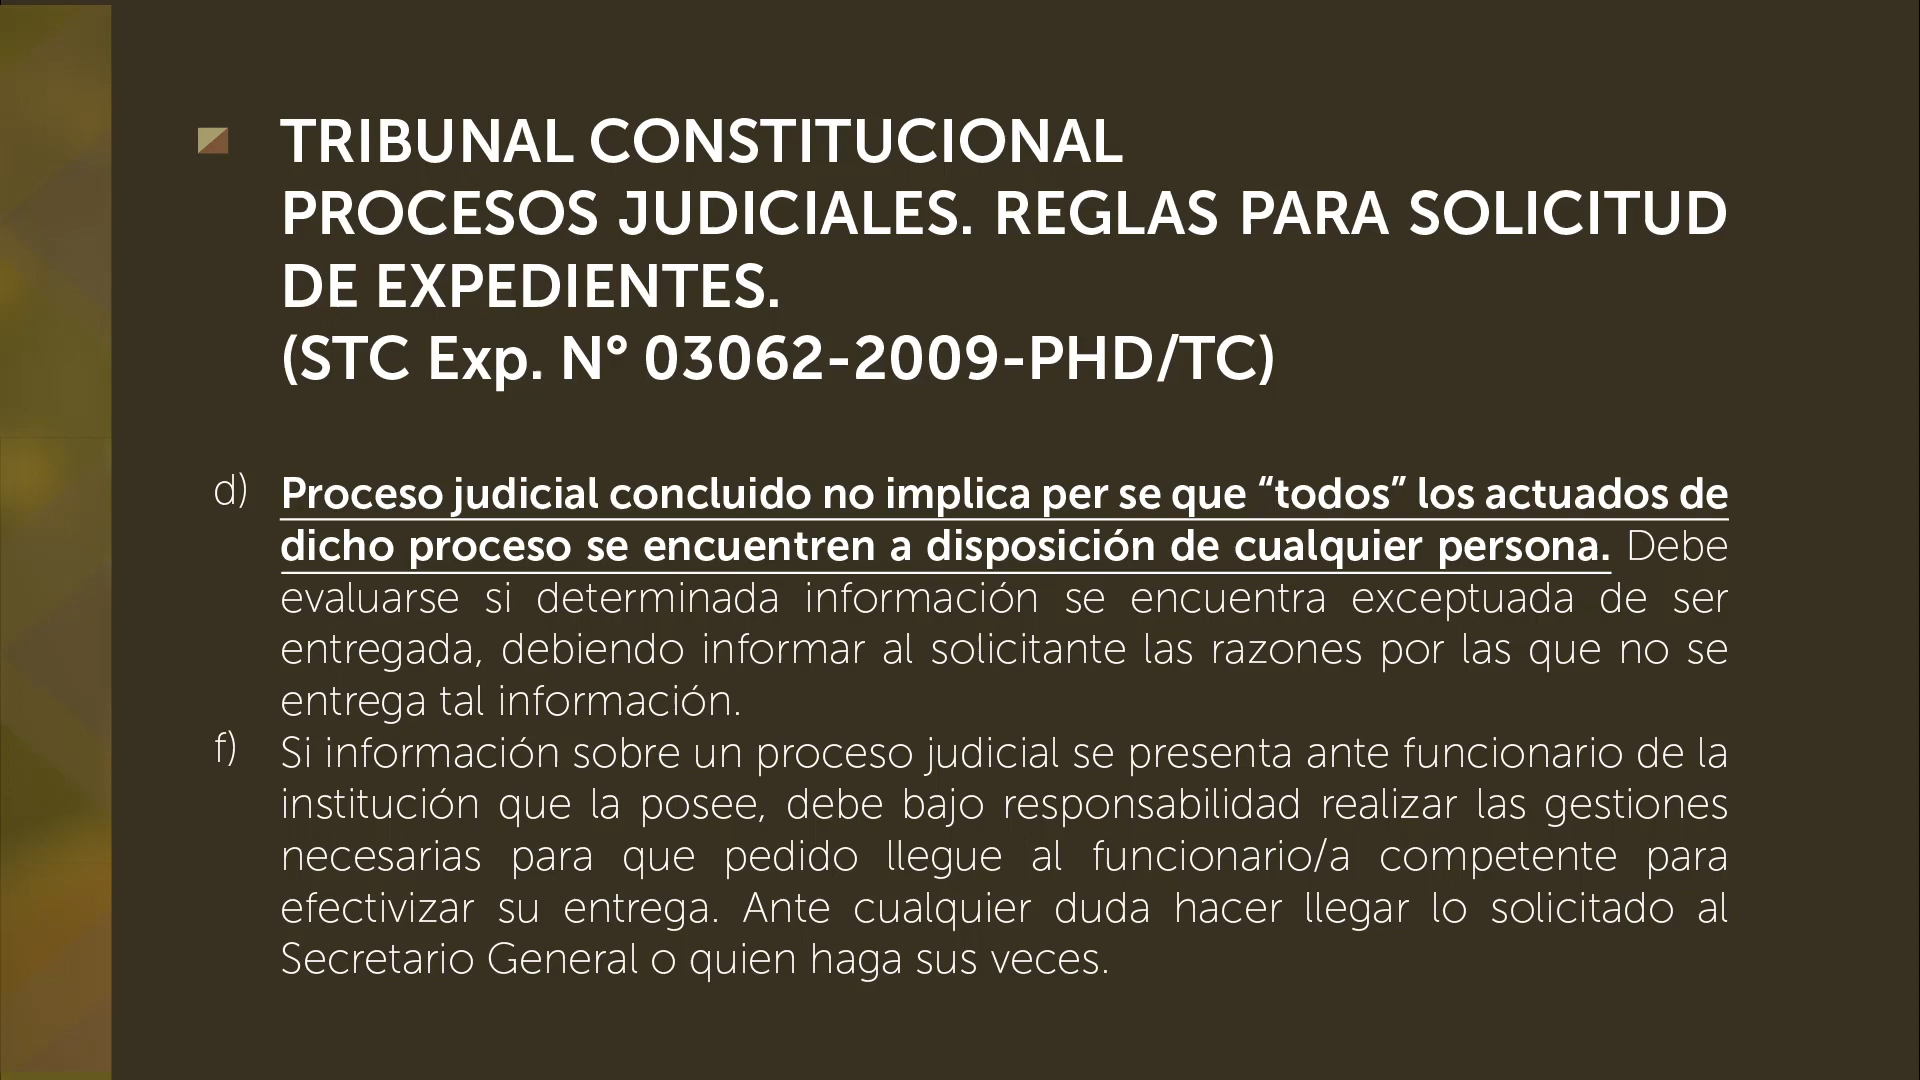 TRIBUNAL CONSTITUCIONAL
PROCESOS JUDICIALES. REGLAS PARA SOLICITUD
DE EXPEDIENTES.
(STC Exp. N° 03062-2009-PHD/TC)
d) Proceso judicial concluido no implica per se que “todos” los actuados de
dicho proceso se encuentren a disposición de cualquier persona. Debe
evaluarse si determinada información se encuentra exceptuada de ser
entregada, debiendo informar al solicitante las razones por las que no se
entrega tal información.
f) Si información sobre un proceso judicial se presenta ante funcionario de la
institución que la posee, debe bajo responsabilidad realizar las gestiones
necesarias para que pedido llegue al funcionario/a competente para
efectivizar su entrega. Ante cualquier duda hacer llegar lo solicitado al
Secretario General o quien haga sus veces.